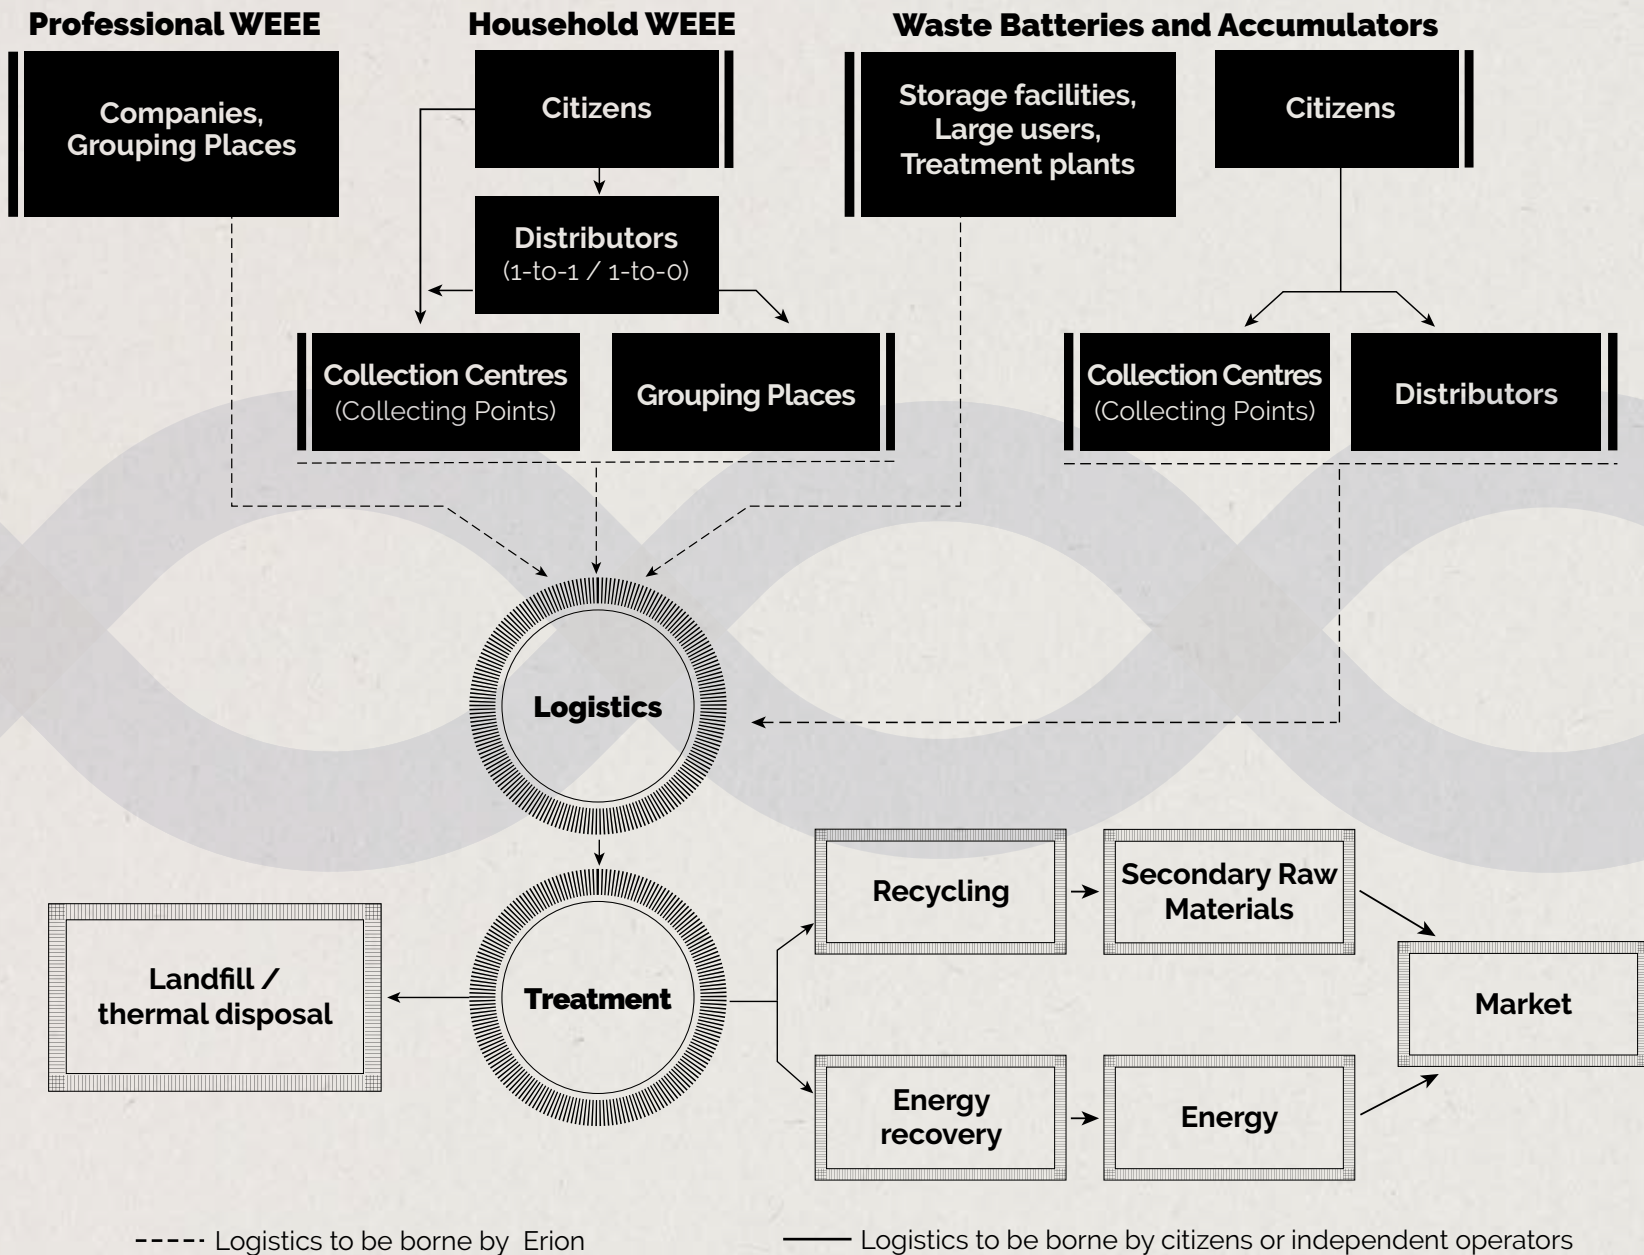 Professional WEEE
Household WEEE
Waste Batteries and Accumulators
Companies,
Grouping Places
Citizens
Storage facilities,
Large users,
Treatment plants
Citizens
Distributors
(1-to-1 / 1-to-0)
Collection Centres
(Collecting Points)
Grouping Places
Collection Centres
(Collecting Points)
Distributors
Logistics
Recycling
Secondary Raw
Materials
Landfill /
thermal disposal
Treatment
Market
Energy
recovery
Energy
Logistics to be borne by Erion
Logistics to be borne by citizens or independent operators